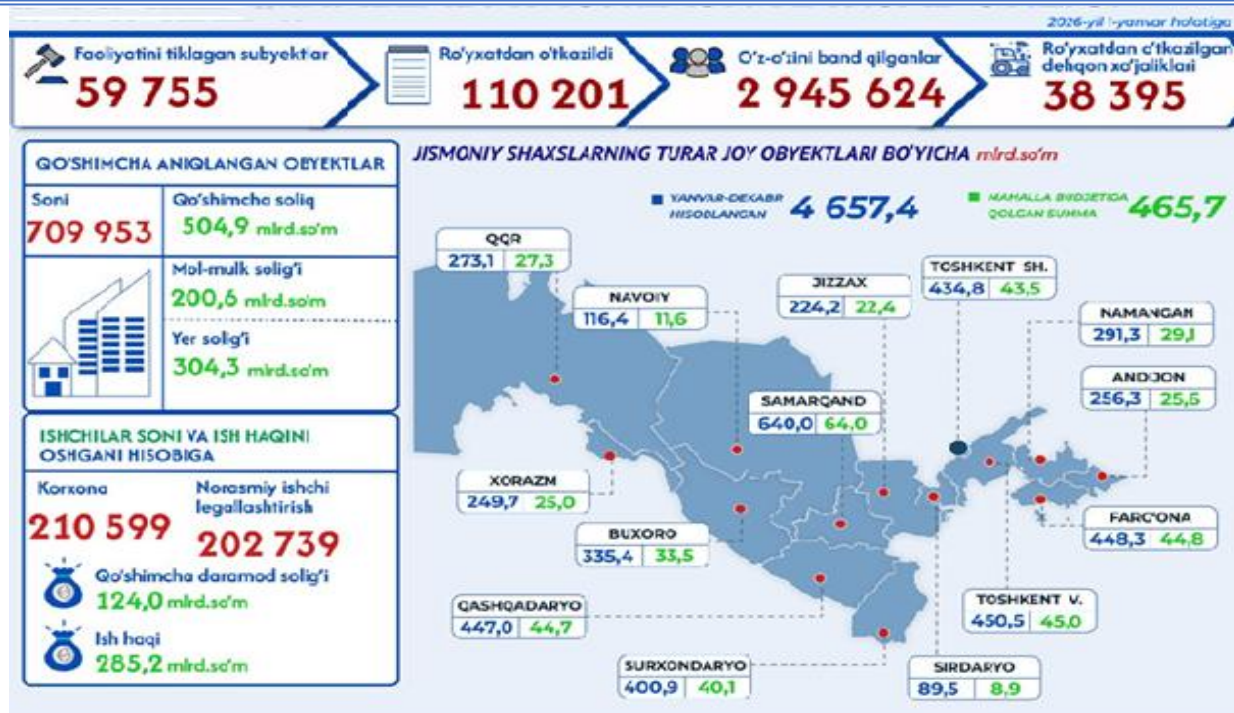 2026-yil 1-yanvar holatiga
Faoliyatini tiklagan subyektlar
59 755
Ro'yxatdan o'tkazildi
110 201
O'z-o'zini band qilganlar
2 945 624
Ro'yxatdan o'tkazilgan
dehqon xo'jaliklari
38 395
QO'SHIMCHA ANIQLANGAN OBYEKTLAR
Soni
709 953
Qo'shimcha soliq
504,9 mlrd.so'm
Mol-mulk solig'i
200,6 mlrd.so'm
Yer solig'i
304,3 mlrd.so'm
ISHCHILAR SONI VA ISH HAQINI
OSHGANI HISOBIGA
Korxona
210 599
Norasmiy ishchi
legallashtirish
202 739
Qo'shimcha daromad solig'i
124,0 mlrd.so'm
Ish haqi
285,2 mlrd.so'm
JISMONIY SHAXSLARNING TURAR JOY OBYEKTLARI BO'YICHA mlrd.so'm
YANVAR-DEKABR
HISOBLANGAN 4 657,4
MAHALLA BUDJETIDA
QOLGAN SUMMA 465,7
QQR
273,1 27,3
NAVOIY
116,4 11,6
JIZZAX
224,2 22,4
TOSHKENT SH.
434,8 43,5
NAMANGAN
291,3 29,1
ANDIJON
256,3 25,6
SAMARQAND
640,0 64,0
XORAZM
249,7 25,0
BUXORO
335,4 33,5
FARG'ONA
448,3 44,8
QASHQADARYO
447,0 44,7
TOSHKENT V.
450,5 45,0
SURXONDARYO
400,9 40,1
SIRDARYO
89,5 8,9